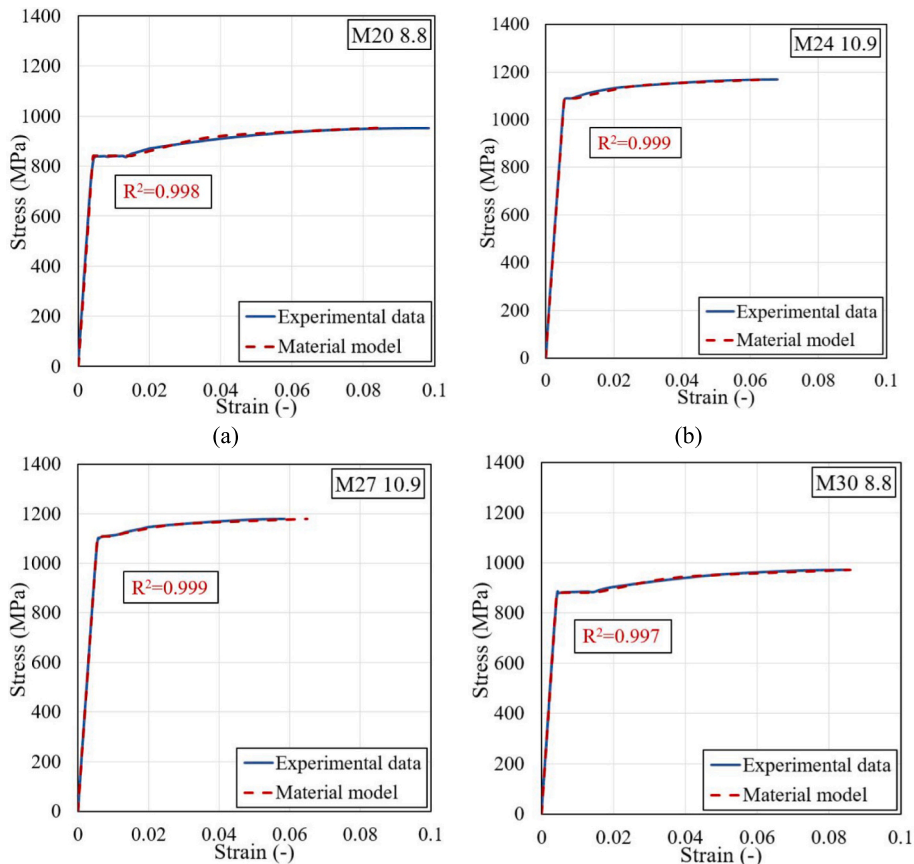 1400
1200
1000
800
600
400
200
0
Stress (MPa)
M20 8.8
R²=0.998
Experimental data
Material model
0 0.02 0.04 0.06 0.08 0.1
Strain (-)
(a)
1400
1200
1000
800
600
400
200
0
Stress (MPa)
M24 10.9
R²=0.999
Experimental data
Material model
0 0.02 0.04 0.06 0.08 0.1
Strain (-)
(b)
1400
1200
1000
800
600
400
200
0
Stress (MPa)
M27 10.9
R²=0.999
Experimental data
Material model
0 0.02 0.04 0.06 0.08 0.1
Strain (-)
1400
1200
1000
800
600
400
200
0
Stress (MPa)
M30 8.8
R²=0.997
Experimental data
Material model
0 0.02 0.04 0.06 0.08 0.1
Strain (-)